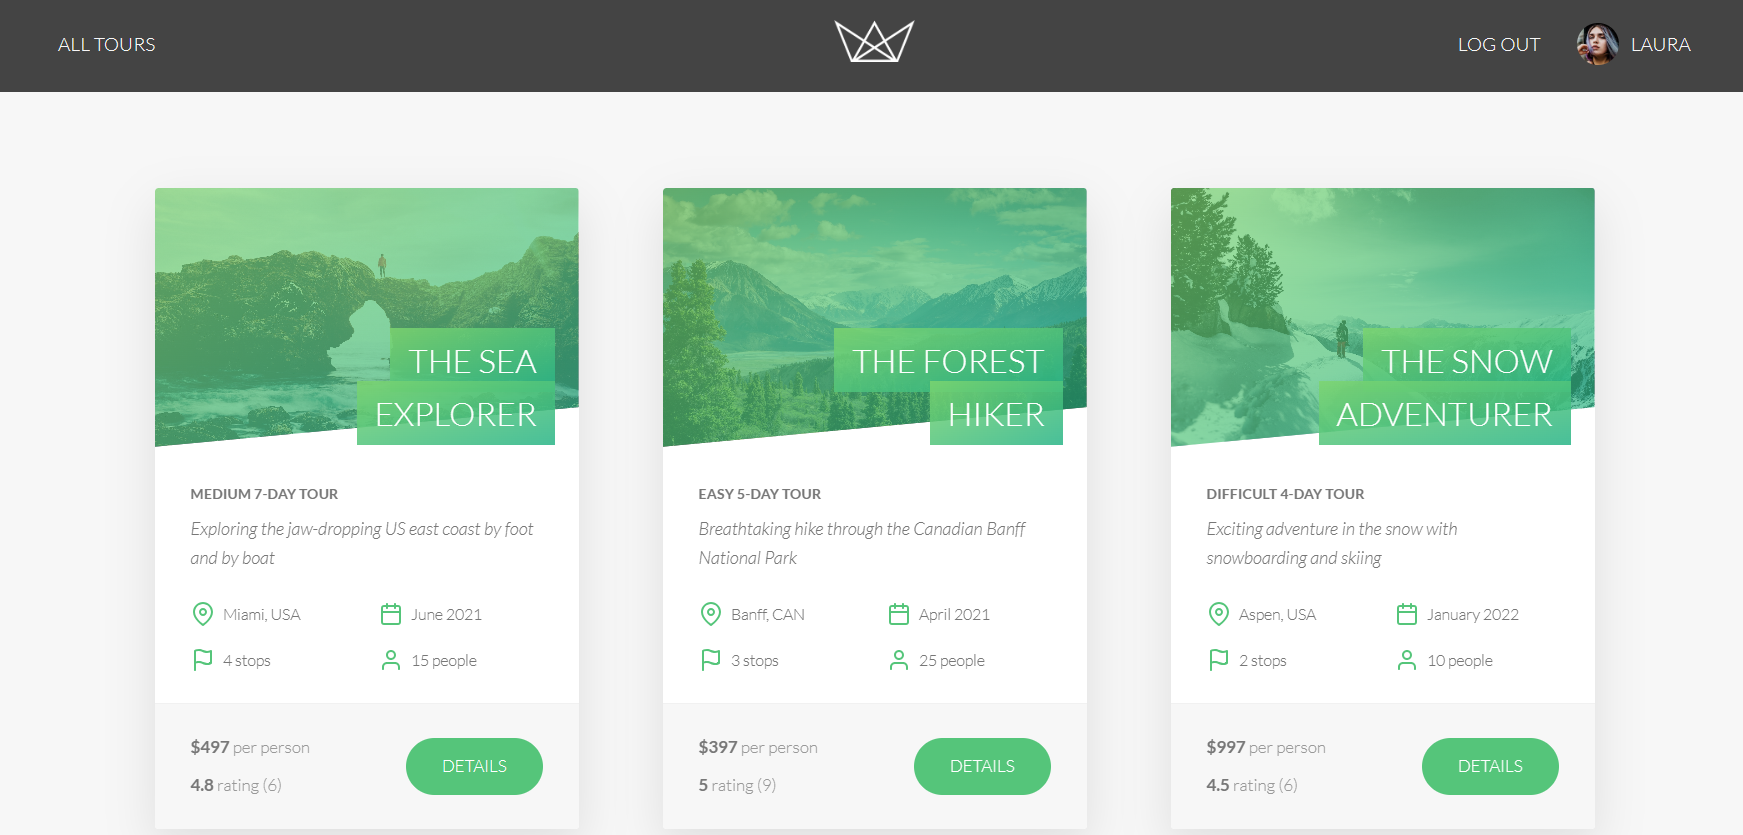 ALL TOURS
LOG OUT
LAURA
THE SEA
EXPLORER
MEDIUM 7-DAY TOUR
Exploring the jaw-dropping US east coast by foot
and by boat
Miami, USA
June 2021
4 stops
15 people
$497 per person
4.8 rating (6)
DETAILS
THE FOREST
HIKER
EASY 5-DAY TOUR
Breathtaking hike through the Canadian Banff
National Park
Banff, CAN
April 2021
3 stops
25 people
$397 per person
5 rating (9)
DETAILS
THE SNOW
ADVENTURER
DIFFICULT 4-DAY TOUR
Exciting adventure in the snow with
snowboarding and skiing
Aspen, USA
January 2022
2 stops
10 people
$997 per person
4.5 rating (6)
DETAILS